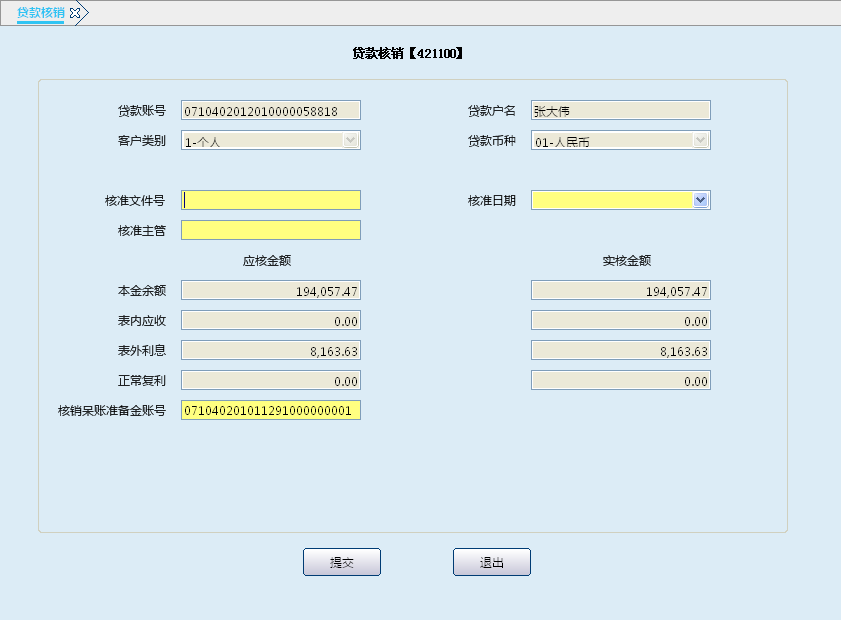 贷款核销
贷款核销【421100】
贷款账号 0710402012010000058818 贷款户名 张大伟
客户类别 1-个人 贷款币种 01-人民币
核准文件号 核准日期
核准主管
应核金额 实核金额
本金余额 194,057.47 194,057.47
表内应收 0.00 0.00
表外利息 8,163.63 8,163.63
正常复利 0.00 0.00
核销呆账准备金账号 071040201011291000000001
提交 退出